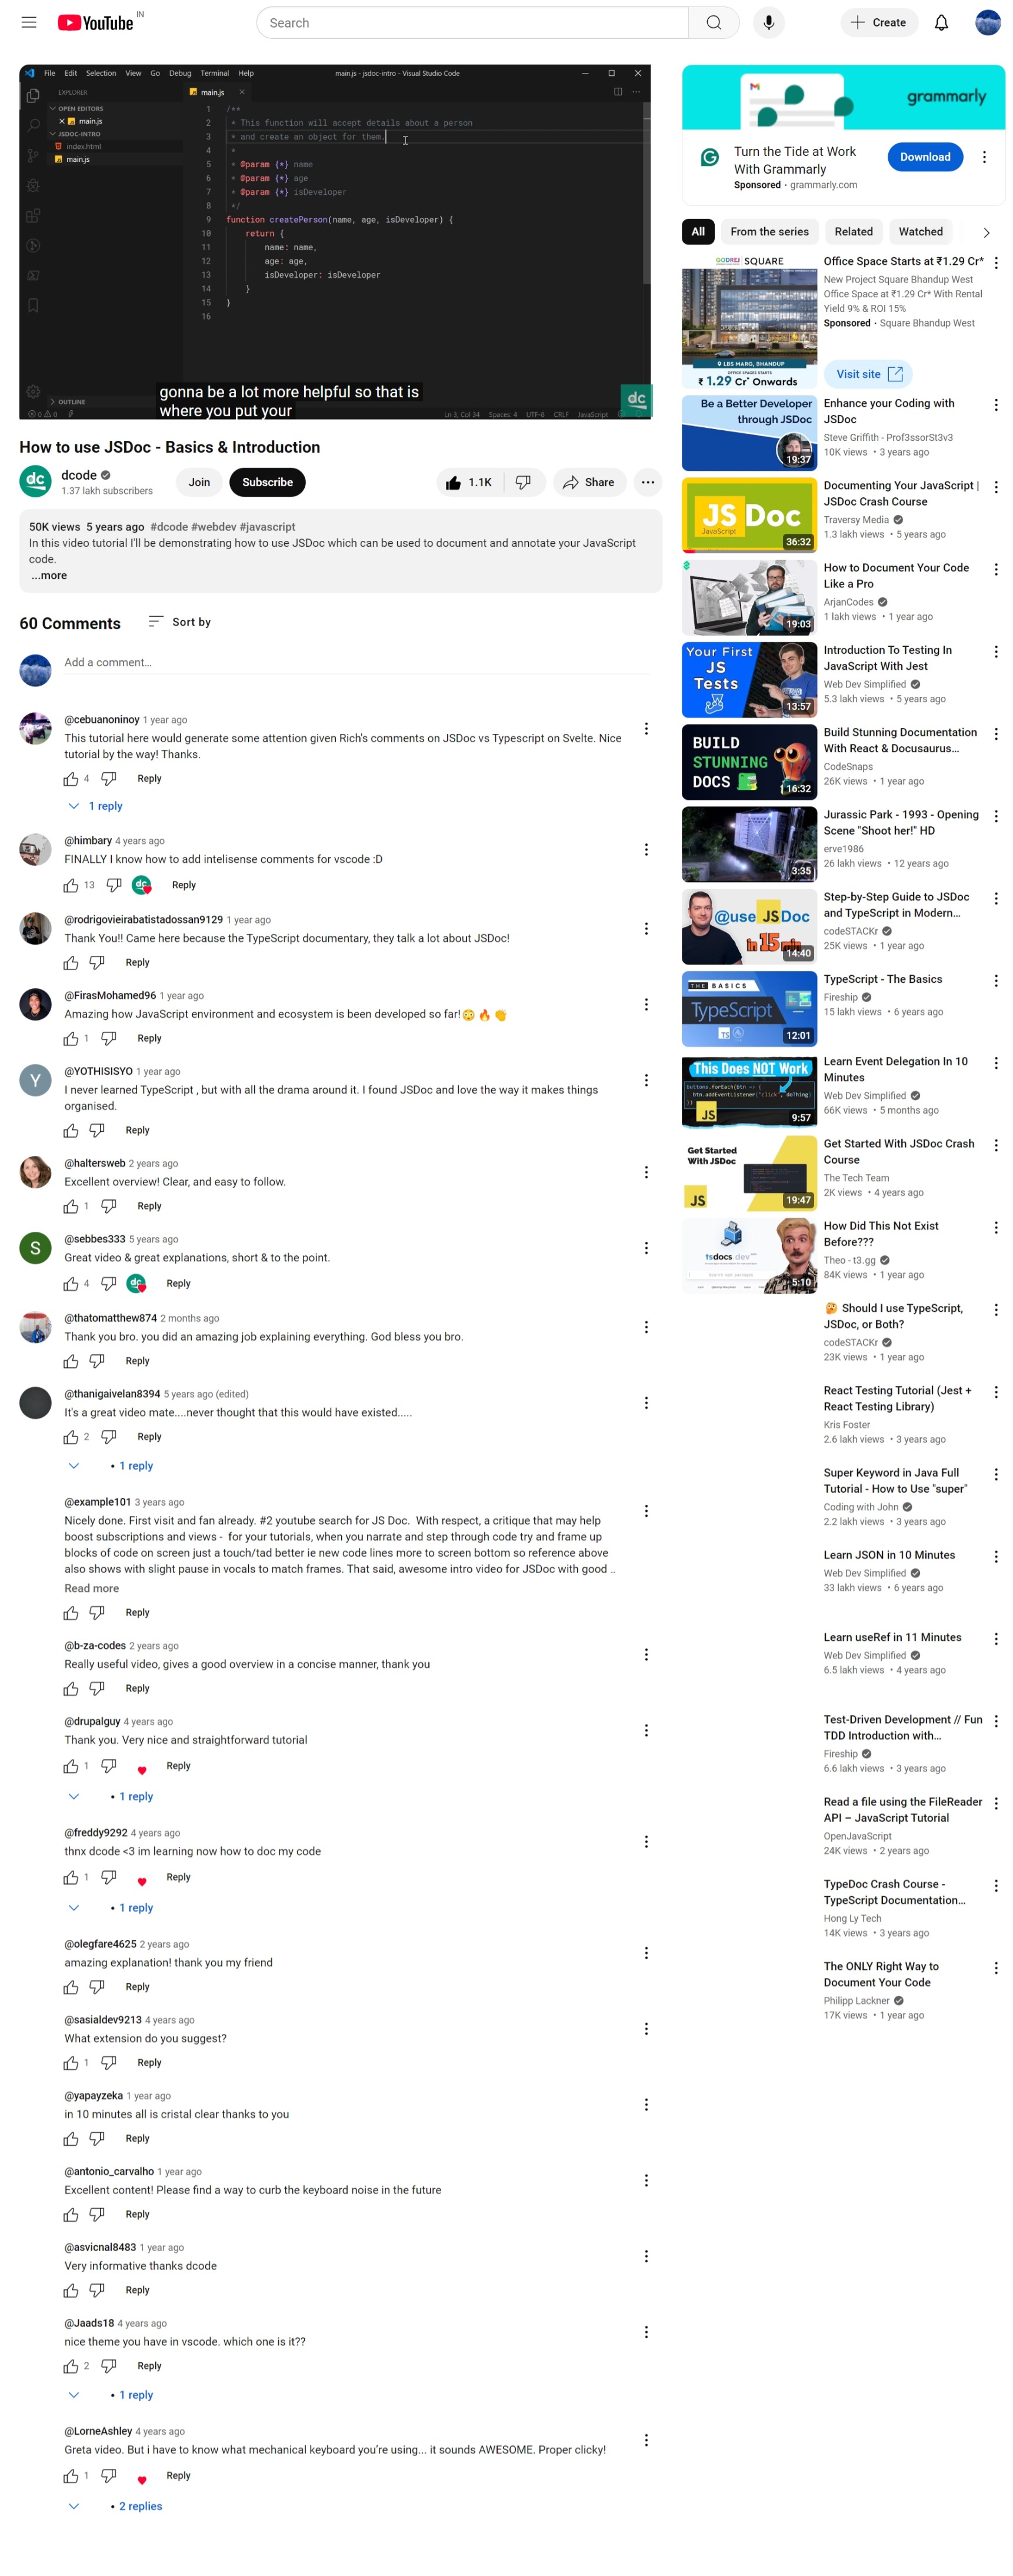 YouTube IN
Search
Create
File Edit Selection View Go Debug Terminal Help
main.js - jsdoc-intro - Visual Studio Code
EXPLORER
OPEN EDITORS
main.js
JSDOC-INTRO
index.html
main.js
OUTLINE
main.js
1 /**
2 * This function will accept details about a person
3 * and create an object for them.
4 *
5 * @param {*} name
6 * @param {*} age
7 * @param {*} isDeveloper
8 */
9 function createPerson(name, age, isDeveloper) {
10 return {
11 name: name,
12 age: age,
13 isDeveloper: isDeveloper
14 }
15 }
16
gonna be a lot more helpful so that is
where you put your
dc
Ln 3, Col 34 Spaces: 4 UTF-8 CRLF JavaScript
How to use JSDoc - Basics & Introduction
dc
dcode
1.37 lakh subscribers
Join
Subscribe
1.1K
Share
50K views 5 years ago #dcode #webdev #javascript
In this video tutorial I'll be demonstrating how to use JSDoc which can be used to document and annotate your JavaScript
code.
...more
60 Comments
Sort by
Add a comment...
@cebuanoninoy 1 year ago
This tutorial here would generate some attention given Rich's comments on JSDoc vs Typescript on Svelte. Nice
tutorial by the way! Thanks.
4 Reply
1 reply
@himbary 4 years ago
FINALLY I know how to add intelisense comments for vscode :D
13 dc Reply
@rodrigovieirabatistadossan9129 1 year ago
Thank You!! Came here because the TypeScript documentary, they talk a lot about JSDoc!
Reply
@FirasMohamed96 1 year ago
Amazing how JavaScript environment and ecosystem is been developed so far!😳 🔥 👏
1 Reply
Y
@YOTHISISYO 1 year ago
I never learned TypeScript , but with all the drama around it. I found JSDoc and love the way it makes things
organised.
Reply
@haltersweb 2 years ago
Excellent overview! Clear, and easy to follow.
1 Reply
S
@sebbes333 5 years ago
Great video & great explanations, short & to the point.
4 dc Reply
@thatomatthew874 2 months ago
Thank you bro. you did an amazing job explaining everything. God bless you bro.
Reply
@thanigaivelan8394 5 years ago (edited)
It's a great video mate....never thought that this would have existed.....
2 Reply
• 1 reply
@example101 3 years ago
Nicely done. First visit and fan already. #2 youtube search for JS Doc. With respect, a critique that may help
boost subscriptions and views - for your tutorials, when you narrate and step through code try and frame up
blocks of code on screen just a touch/tad better ie new code lines more to screen bottom so reference above
also shows with slight pause in vocals to match frames. That said, awesome intro video for JSDoc with good ..
Read more
Reply
@b-za-codes 2 years ago
Really useful video, gives a good overview in a concise manner, thank you
Reply
@drupalguy 4 years ago
Thank you. Very nice and straightforward tutorial
1 Reply
• 1 reply
@freddy9292 4 years ago
thnx dcode <3 im learning now how to doc my code
1 Reply
• 1 reply
@olegfare4625 2 years ago
amazing explanation! thank you my friend
Reply
@sasialdev9213 4 years ago
What extension do you suggest?
1 Reply
@yapayzeka 1 year ago
in 10 minutes all is cristal clear thanks to you
Reply
@antonio_carvalho 1 year ago
Excellent content! Please find a way to curb the keyboard noise in the future
Reply
@asvicnal8483 1 year ago
Very informative thanks dcode
Reply
@Jaads18 4 years ago
nice theme you have in vscode. which one is it??
2 Reply
• 1 reply
@LorneAshley 4 years ago
Greta video. But i have to know what mechanical keyboard you're using... it sounds AWESOME. Proper clicky!
1 Reply
• 2 replies
grammarly
Turn the Tide at Work
With Grammarly
Sponsored · grammarly.com
Download
All From the series Related Watched
GODREJ SQUARE
9 LBS MARG, BHANDUP
OFFICE SPACES STARTS
₹ 1.29 Cr* Onwards
Office Space Starts at ₹1.29 Cr*
New Project Square Bhandup West
Office Space at ₹1.29 Cr* With Rental
Yield 9% & ROI 15%
Sponsored · Square Bhandup West
Visit site
Be a Better Developer
through JSDoc
19:37
Enhance your Coding with
JSDoc
Steve Griffith - Prof3ssorSt3v3
10K views • 3 years ago
JS Doc
JavaScript
36:32
Documenting Your JavaScript |
JSDoc Crash Course
Traversy Media
1.3 lakh views • 5 years ago
19:03
How to Document Your Code
Like a Pro
ArjanCodes
1 lakh views • 1 year ago
Your First
JS
Tests
13:57
Introduction To Testing In
JavaScript With Jest
Web Dev Simplified
5.3 lakh views • 5 years ago
BUILD
STUNNING
DOCS
16:32
Build Stunning Documentation
With React & Docusaurus...
CodeSnaps
26K views • 1 year ago
3:35
Jurassic Park - 1993 - Opening
Scene "Shoot her!" HD
erve1986
26 lakh views • 12 years ago
@use JSDoc
In 15 min
14:40
Step-by-Step Guide to JSDoc
and TypeScript in Modern...
codeSTACKr
25K views • 1 year ago
THE BASICS
TypeScript
TS
12:01
TypeScript - The Basics
Fireship
15 lakh views • 6 years ago
This Does NOT Work
buttons.forEach(btn => {
btn.addEventListener("click", doThing)
})
JS
9:57
Learn Event Delegation In 10
Minutes
Web Dev Simplified
66K views • 5 months ago
Get Started
With JSDoc
JS
19:47
Get Started With JSDoc Crash
Course
The Tech Team
2K views • 4 years ago
tsdocs.dev
5:10
How Did This Not Exist
Before???
Theo - t3.gg
84K views • 1 year ago
🤔 Should I use TypeScript,
JSDoc, or Both?
codeSTACKr
23K views • 1 year ago
React Testing Tutorial (Jest +
React Testing Library)
Kris Foster
2.6 lakh views • 3 years ago
Super Keyword in Java Full
Tutorial - How to Use "super"
Coding with John
2.2 lakh views • 3 years ago
Learn JSON in 10 Minutes
Web Dev Simplified
33 lakh views • 6 years ago
Learn useRef in 11 Minutes
Web Dev Simplified
6.5 lakh views • 4 years ago
Test-Driven Development // Fun
TDD Introduction with...
Fireship
6.6 lakh views • 3 years ago
Read a file using the FileReader
API – JavaScript Tutorial
OpenJavaScript
24K views • 2 years ago
TypeDoc Crash Course -
TypeScript Documentation...
Hong Ly Tech
14K views • 3 years ago
The ONLY Right Way to
Document Your Code
Philipp Lackner
17K views • 1 year ago